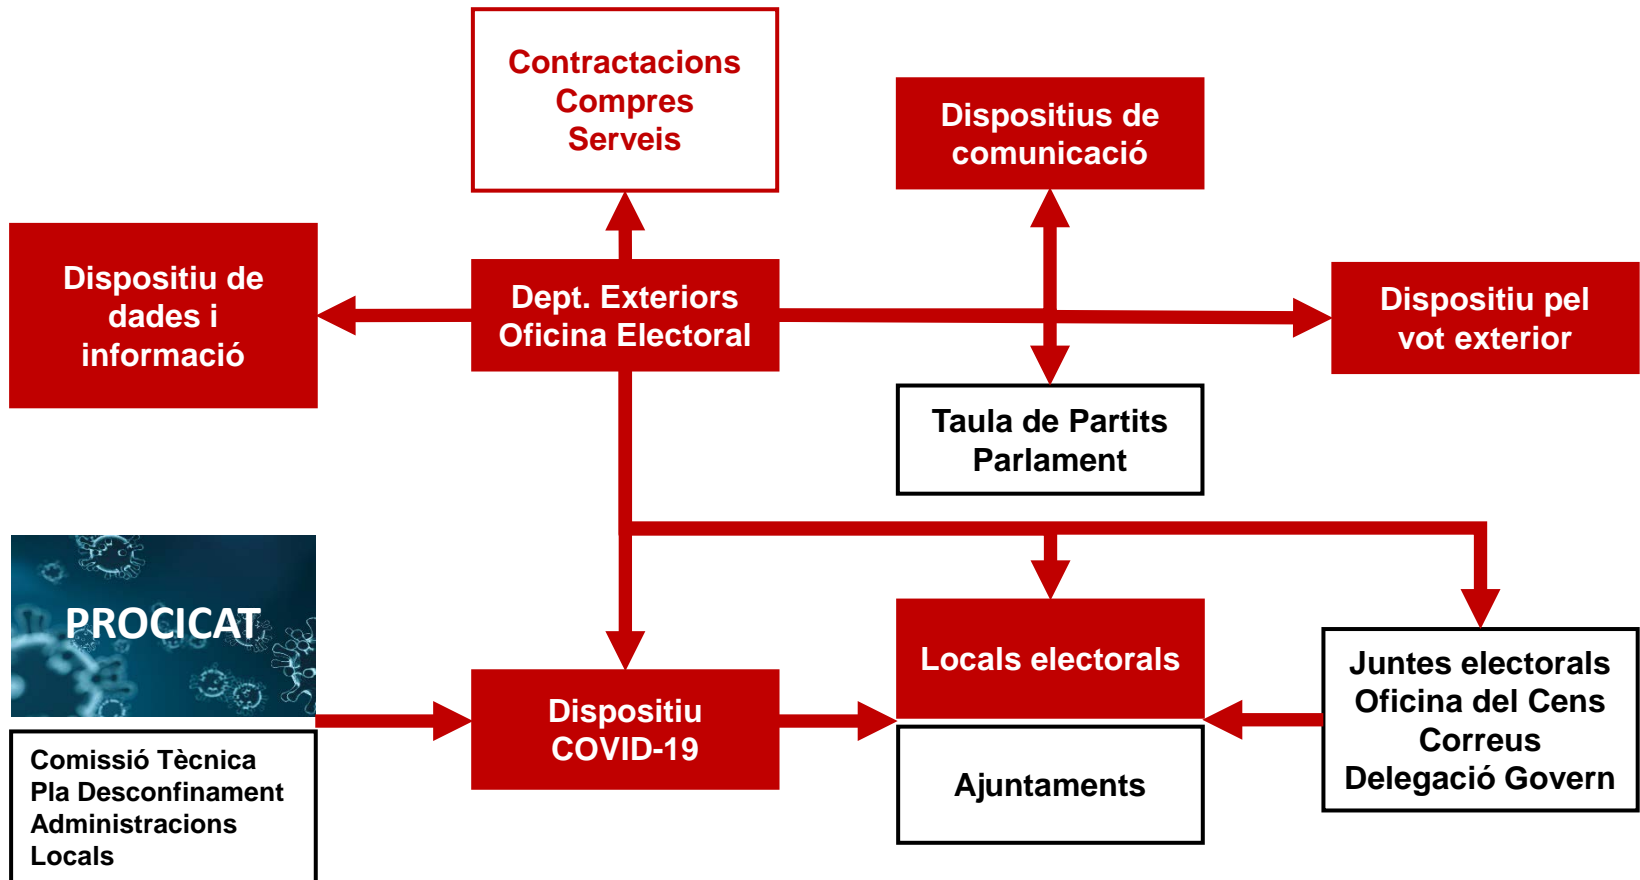 Contractacions
Compres
Serveis
Dispositius de
comunicació
Dispositiu de
dades i
informació
Dept. Exteriors
Oficina Electoral
Dispositiu pel
vot exterior
Taula de Partits
Parlament
PROCICAT
Comissió Tècnica
Pla Desconfinament
Administracions
Locals
Dispositiu
COVID-19
Locals electorals
Ajuntaments
Juntes electorals
Oficina del Cens
Correus
Delegació Govern